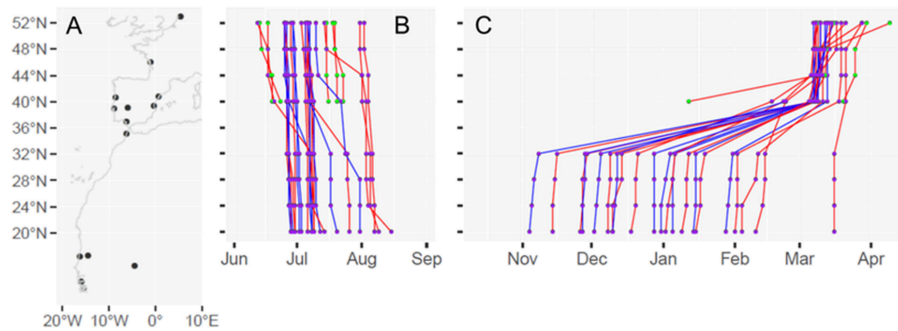 A
B
C
52°N
48°N
44°N
40°N
36°N
32°N
28°N
24°N
20°N
20°W 10°W 0° 10°E
Jun Jul Aug Sep
Nov Dec Jan Feb Mar Apr